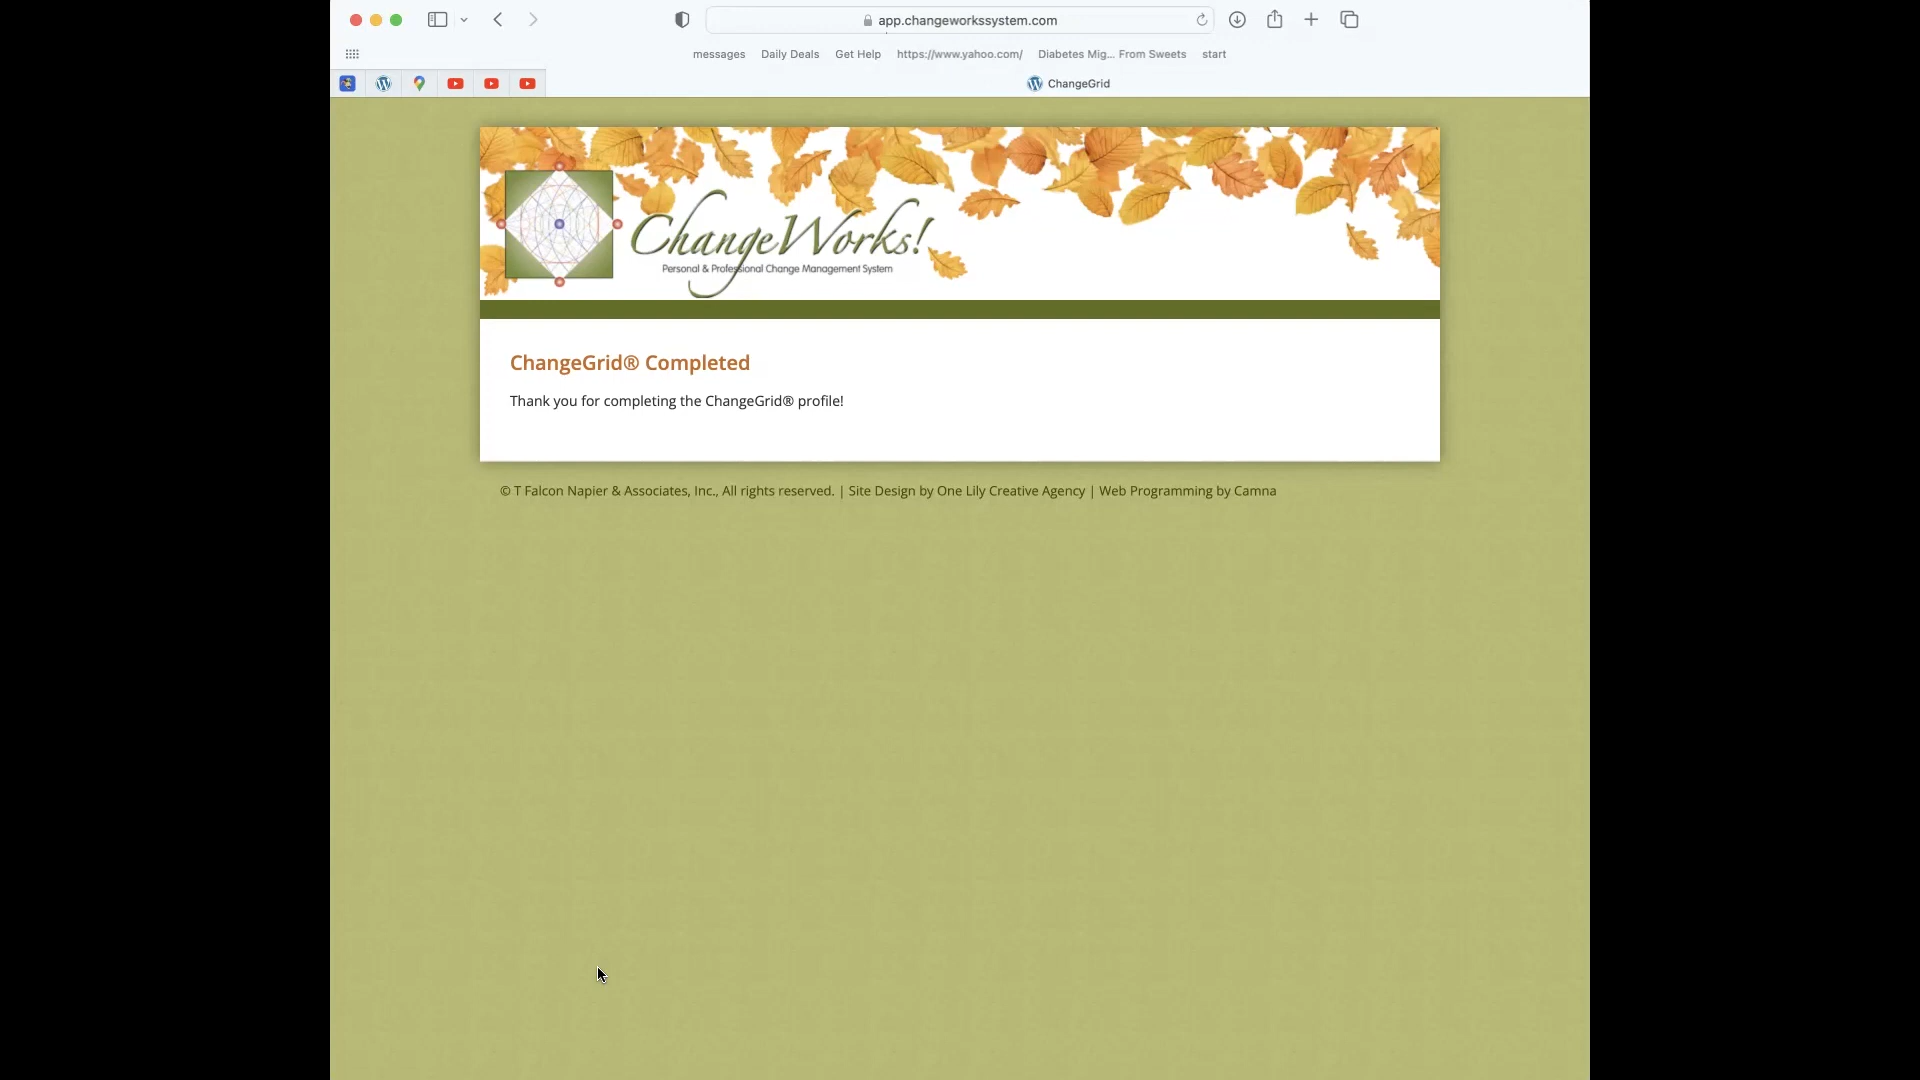 app.changeworkssystem.com
messages Daily Deals Get Help https://www.yahoo.com/ Diabetes Mig... From Sweets start
ChangeGrid
ChangeWorks!
Personal & Professional Change Management System
ChangeGrid® Completed
Thank you for completing the ChangeGrid® profile!
© T Falcon Napier & Associates, Inc., All rights reserved. | Site Design by One Lily Creative Agency | Web Programming by Camna